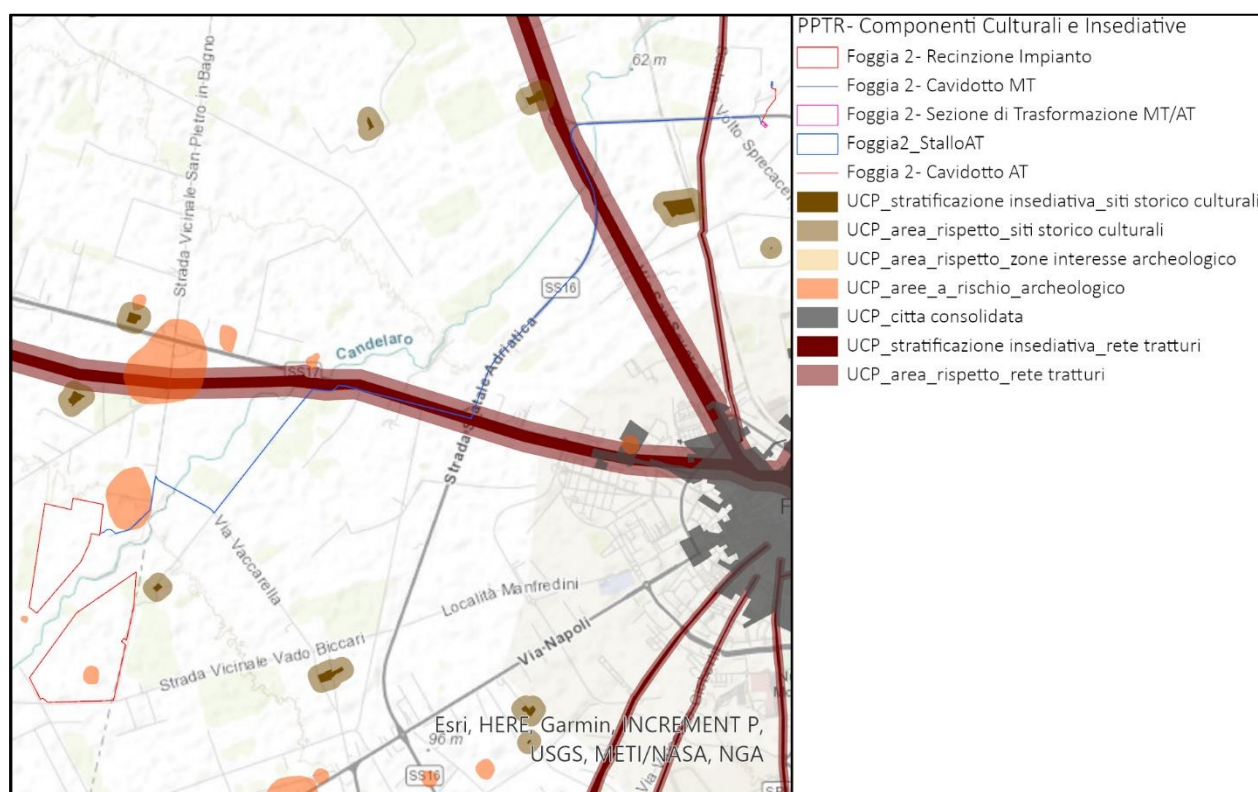 PPTR- Componenti Culturali e Insediative
Foggia 2- Recinzione Impianto
Foggia 2- Cavidotto MT
Foggia 2- Sezione di Trasformazione MT/AT
Foggia2_StalloAT
Foggia 2- Cavidotto AT
UCP_stratificazione insediativa_siti storico culturali
UCP_area_rispetto_siti storico culturali
UCP_area_rispetto_zone interesse archeologico
UCP_aree_a_rischio_archeologico
UCP_citta consolidata
UCP_stratificazione insediativa_rete tratturi
UCP_area_rispetto_rete tratturi
Strada Vicinale San Pietro in Bagno
62 m
Volto Sprecacen
SS16
Candelaro
SS17
Strada Statale Adriatica
Via Vaccarella
Località Manfredini
Via Napoli
Strada Vicinale Vado Biccari
96 m
SS16
Esri, HERE, Garmin, INCREMENT P,
USGS, METI/NASA, NGA